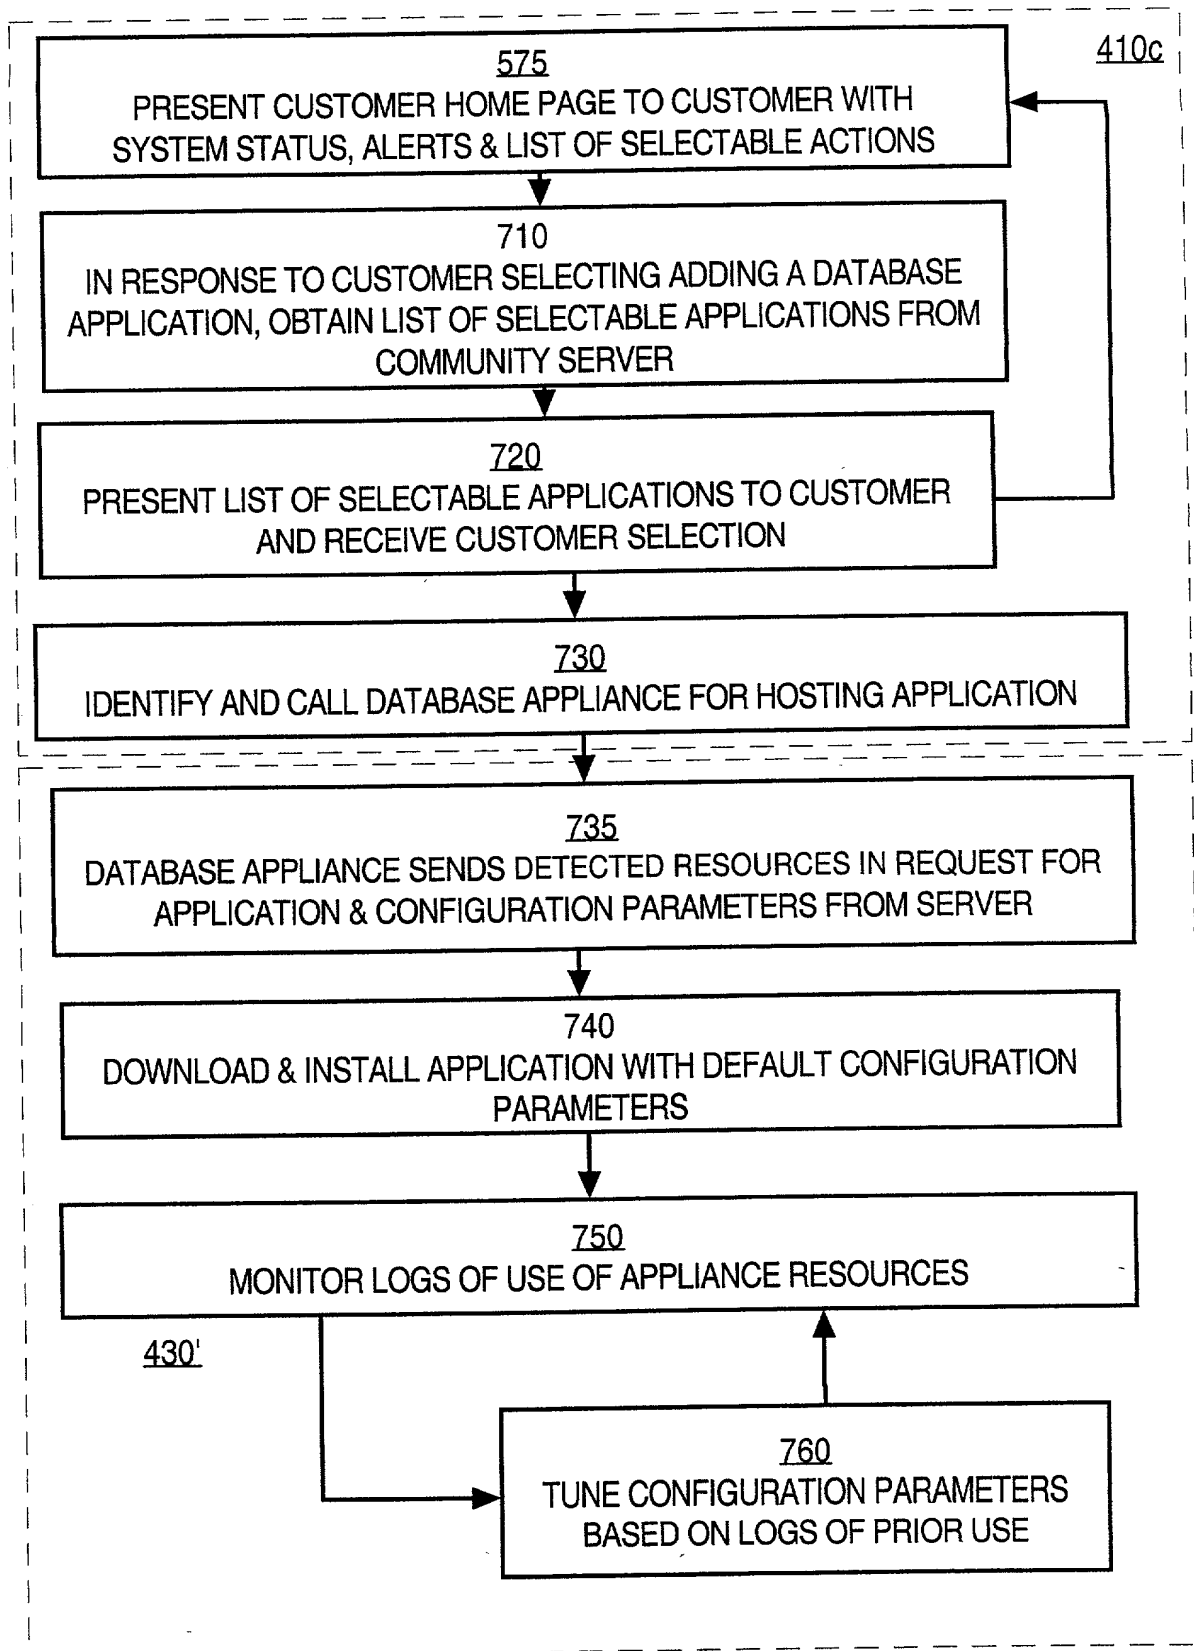 410c
575
PRESENT CUSTOMER HOME PAGE TO CUSTOMER WITH
SYSTEM STATUS, ALERTS & LIST OF SELECTABLE ACTIONS
710
IN RESPONSE TO CUSTOMER SELECTING ADDING A DATABASE
APPLICATION, OBTAIN LIST OF SELECTABLE APPLICATIONS FROM
COMMUNITY SERVER
720
PRESENT LIST OF SELECTABLE APPLICATIONS TO CUSTOMER
AND RECEIVE CUSTOMER SELECTION
730
IDENTIFY AND CALL DATABASE APPLIANCE FOR HOSTING APPLICATION
735
DATABASE APPLIANCE SENDS DETECTED RESOURCES IN REQUEST FOR
APPLICATION & CONFIGURATION PARAMETERS FROM SERVER
740
DOWNLOAD & INSTALL APPLICATION WITH DEFAULT CONFIGURATION
PARAMETERS
750
MONITOR LOGS OF USE OF APPLIANCE RESOURCES
430'
760
TUNE CONFIGURATION PARAMETERS
BASED ON LOGS OF PRIOR USE